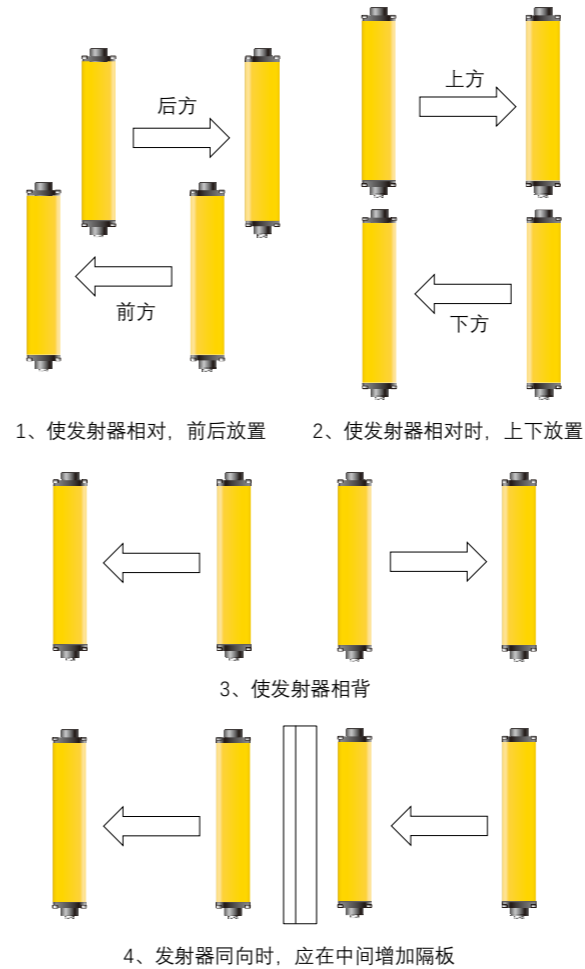 后方
前方
上方
下方
1、使发射器相对，前后放置
2、使发射器相对时，上下放置
3、使发射器相背
4、发射器同向时，应在中间增加隔板